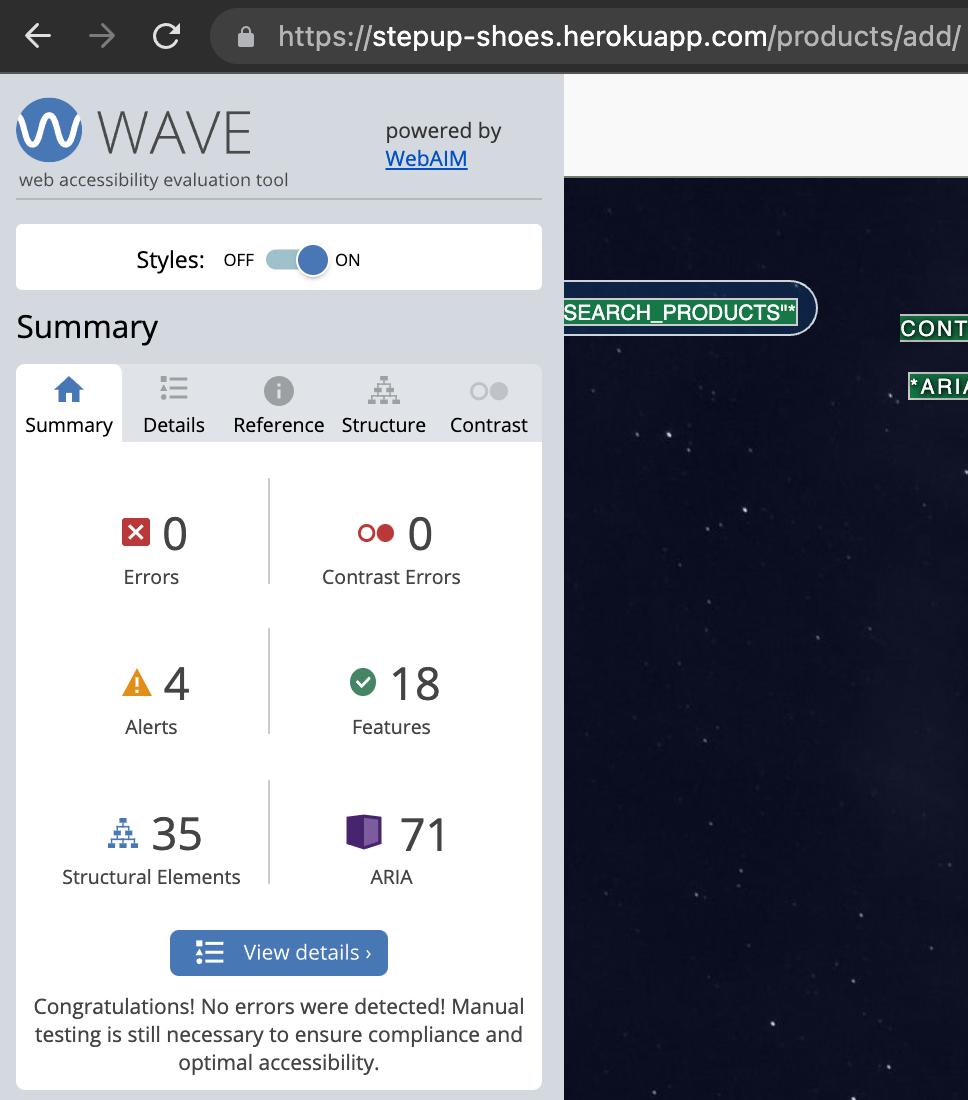 https://stepup-shoes.herokuapp.com/products/add/
WAVE
powered by
WebAIM
web accessibility evaluation tool
Styles: OFF ON
Summary
Summary Details Reference Structure Contrast
0 0
Errors Contrast Errors
4 18
Alerts Features
35 71
Structural Elements ARIA
View details ›
Congratulations! No errors were detected! Manual
testing is still necessary to ensure compliance and
optimal accessibility.
SEARCH_PRODUCTS"*
CONT
*ARIA